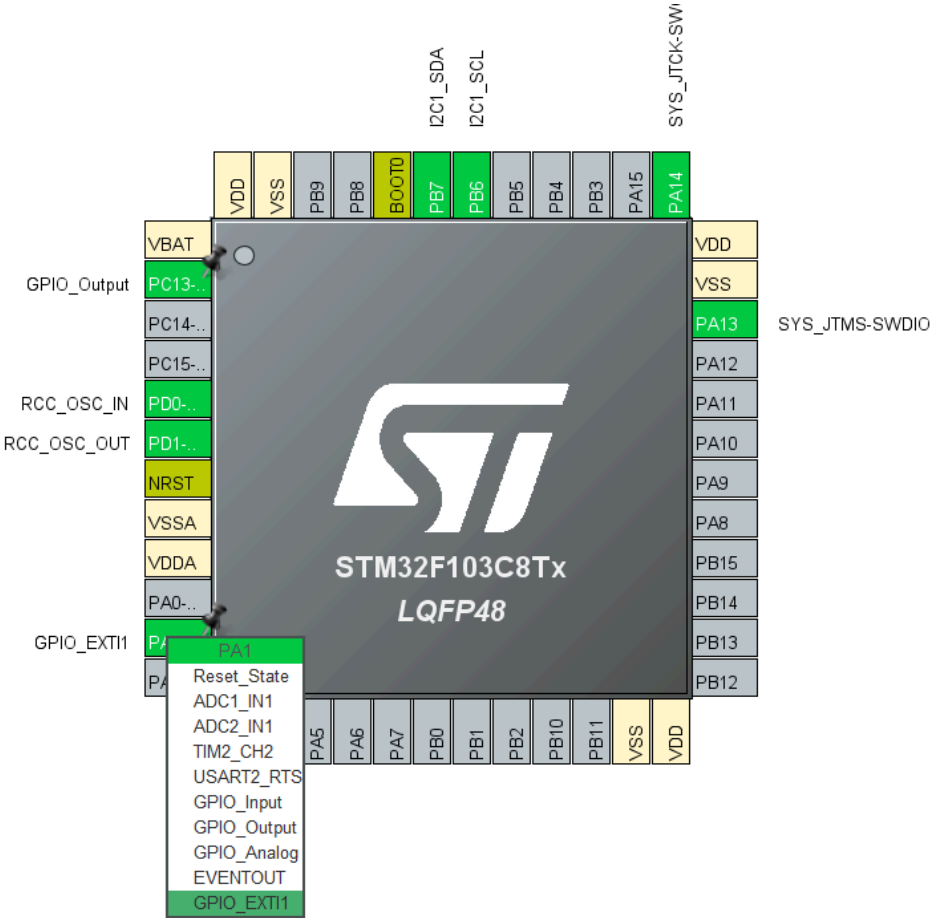 I2C1_SDA
I2C1_SCL
SYS_JTCK-SW
VDD
VSS
PB9
PB8
BOOT0
PB7
PB6
PB5
PB4
PB3
PA15
PA14
VBAT
GPIO_Output PC13-..
PC14-..
PC15-..
RCC_OSC_IN PD0-..
RCC_OSC_OUT PD1-..
NRST
VSSA
VDDA
PA0-..
GPIO_EXTI1 PA
PA
VDD
VSS
PA13 SYS_JTMS-SWDIO
PA12
PA11
PA10
PA9
PA8
PB15
PB14
PB13
PB12
ST
STM32F103C8Tx
LQFP48
PA1
Reset_State
ADC1_IN1
ADC2_IN1
TIM2_CH2
USART2_RTS
GPIO_Input
GPIO_Output
GPIO_Analog
EVENTOUT
GPIO_EXTI1
PA5
PA6
PA7
PB0
PB1
PB2
PB10
PB11
VSS
VDD